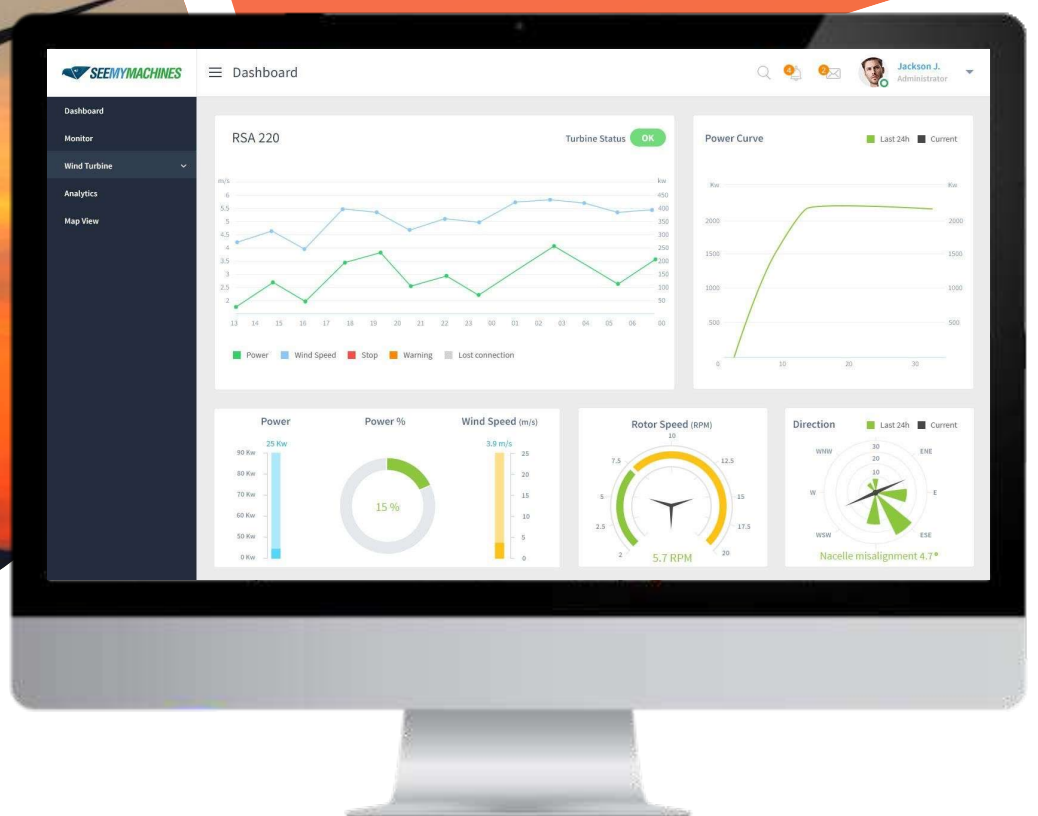 SEEMYMACHINES
Dashboard
4
2
Jackson J.
Administrator
Dashboard
Monitor
Wind Turbine
Analytics
Map View
RSA 220
Turbine Status OK
m/s
kw
6
5.5
5
4.5
4
3.5
3
2.5
2
450
400
350
300
250
200
150
100
50
13 14 15 16 17 18 19 20 21 22 23 00 01 02 03 04 05 06 00
Power Wind Speed Stop Warning Lost connection
Power Curve
Last 24h Current
Kw
Kw
2000
2000
1500
1500
1000
1000
500
500
0 10 20 30
Power
25 Kw
90 Kw
80 Kw
70 Kw
60 Kw
50 Kw
0 Kw
Power %
15 %
Wind Speed (m/s)
3.9 m/s
25
20
15
10
5
0
Rotor Speed (RPM)
10
7.5
12.5
5
15
2.5
17.5
2
20
5.7 RPM
Direction
Last 24h Current
30
20
10
WNW
ENE
W
E
WSW
ESE
Nacelle misalignment 4.7°